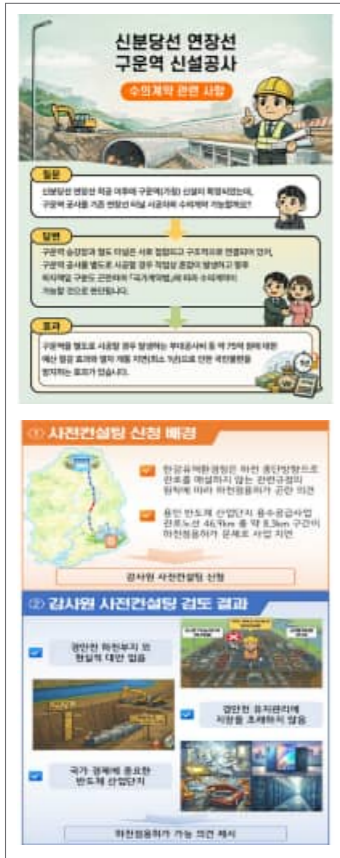 신분당선 연장선
구운역 신설공사
수의계약 관련 사항
질문
신분당선 연장선 착공 이후에 구운역(가칭) 신설이 확정되었는데,
구운역 공사를 기존 연장선 터널 시공자와 수의계약 가능할까요?
답변
구운역 승강장과 철도 터널은 서로 접합되고 구조적으로 연결되어 있어,
구운역 공사를 별도로 시공할 경우 작업상 혼잡이 발생하고 향후
하자책임 구분도 곤란하여 「국가계약법」에 따라 수의계약이
가능할 것으로 판단됩니다.
효과
구운역을 별도로 시공할 경우 발생하는 부대공사비 등 약 75억 원에 대한
예산 절감 효과와 열차 개통 지연(최소 1년)으로 인한 국민불편을
방지하는 효과가 있습니다.
① 사전컨설팅 신청 배경
한강유역환경청은 하천 종단방향으로
관로를 매설하지 않는 관련규정의
원칙에 따라 하천점용허가 곤란 의견
용인 반도체 산업단지 용수공급사업
관로노선 46.9km 중 약 8.3km 구간이
하천점용허가 문제로 사업 지연
감사원 사전컨설팅 신청
② 감사원 사전컨설팅 검토 결과
경안천 하천부지 외
현실적 대안 없음
경안천 유지관리에
지장을 초래하지 않음
국가 경제에 중요한
반도체 산업단지
하천점용허가 가능 의견 제시